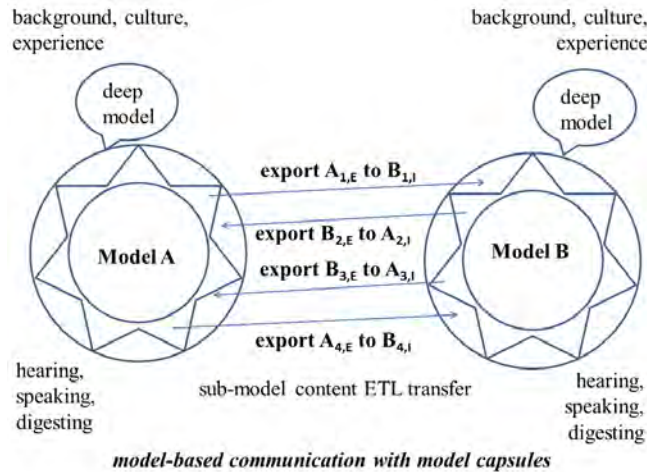 background, culture,
experience
background, culture,
experience
deep
model
deep
model
export A1,E to B1,I
export B2,E to A2,I
Model A
Model B
export B3,E to A3,I
export A4,E to B4,I
hearing,
speaking,
digesting
sub-model content ETL transfer
hearing,
speaking,
digesting
model-based communication with model capsules